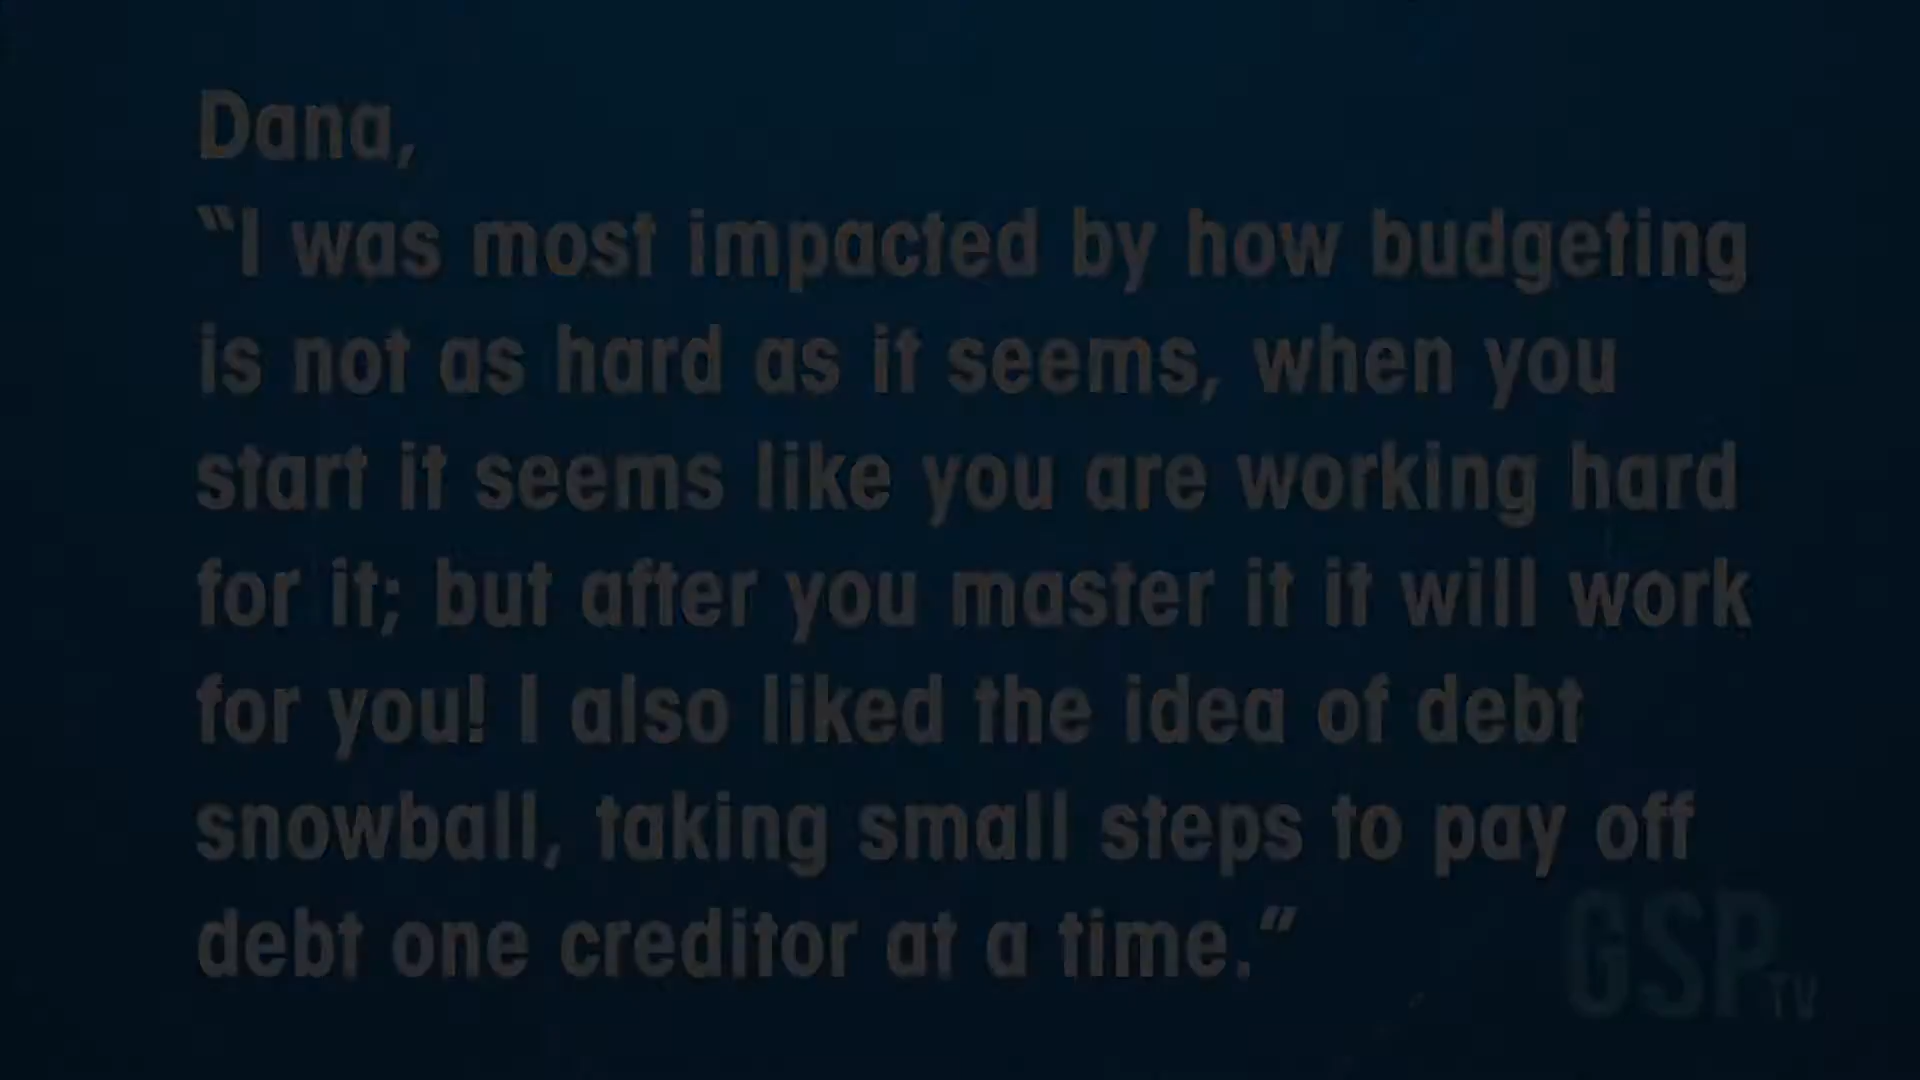 Dana,
“I was most impacted by how budgeting
is not as hard as it seems, when you
start it seems like you are working hard
for it; but after you master it it will work
for you! I also liked the idea of debt
snowball, taking small steps to pay off
debt one creditor at a time.”
GSPTV